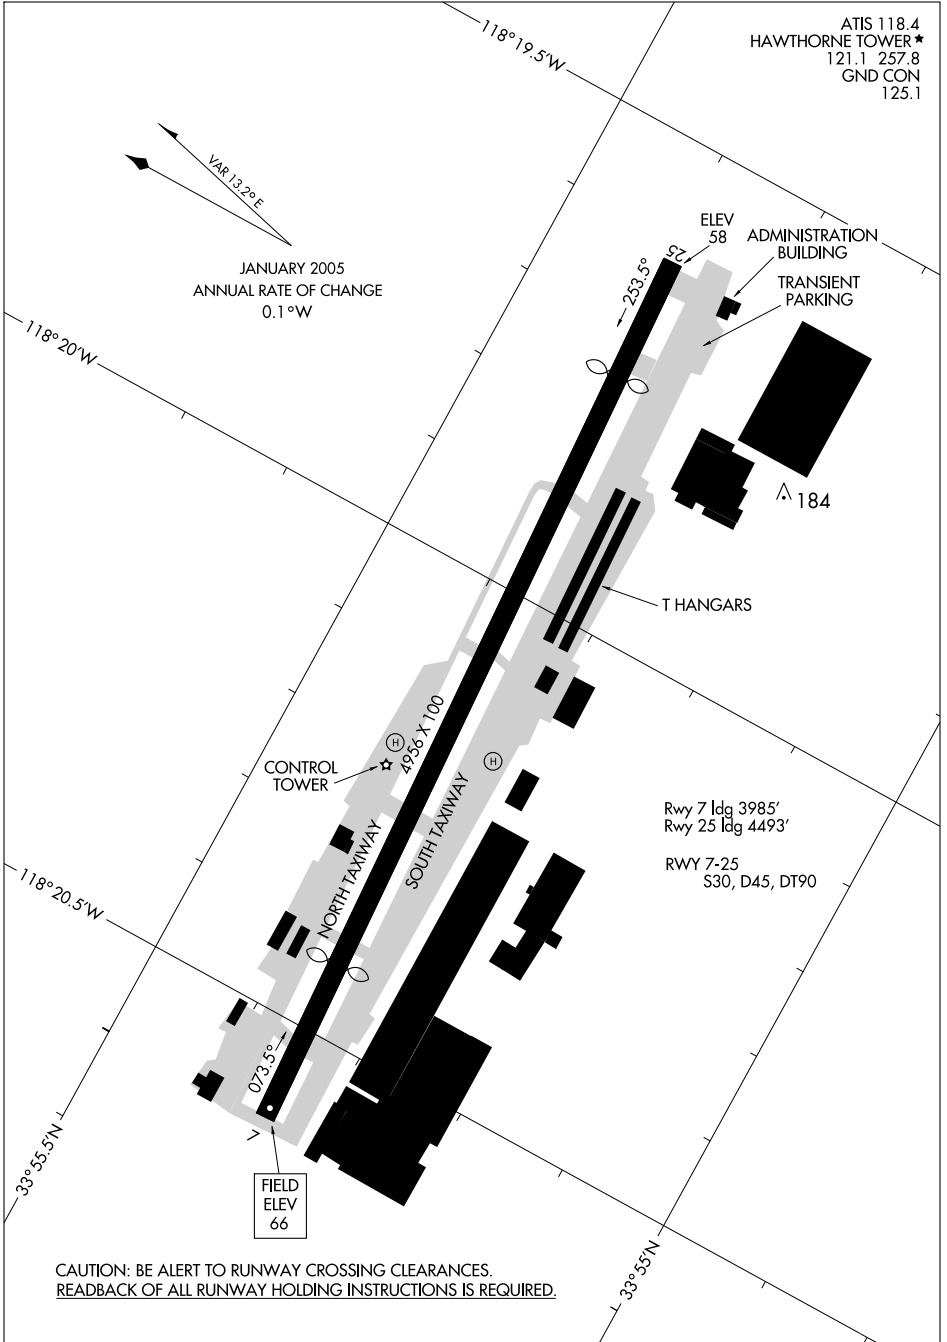 ATIS 118.4
HAWTHORNE TOWER★
121.1 257.8
GND CON
125.1
118°19.5'W
VAR 13.2° E
JANUARY 2005
ANNUAL RATE OF CHANGE
0.1°W
ELEV
58
ADMINISTRATION
BUILDING
TRANSIENT
PARKING
25
253.5°
118°20'W
184
T HANGARS
4956 X 100
H
H
CONTROL
TOWER
SOUTH TAXIWAY
NORTH TAXIWAY
Rwy 7 ldg 3985'
Rwy 25 ldg 4493'
RWY 7-25
S30, D45, DT90
118°20.5'W
073.5°
7
33°55.5'N
FIELD
ELEV
66
33°55'N
CAUTION: BE ALERT TO RUNWAY CROSSING CLEARANCES.
READBACK OF ALL RUNWAY HOLDING INSTRUCTIONS IS REQUIRED.